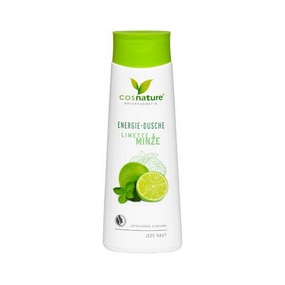 cosnature
NATURKOSMETIK
ENERGIE-DUSCHE
LIMETTE &
MINZE
JEDE HAUT